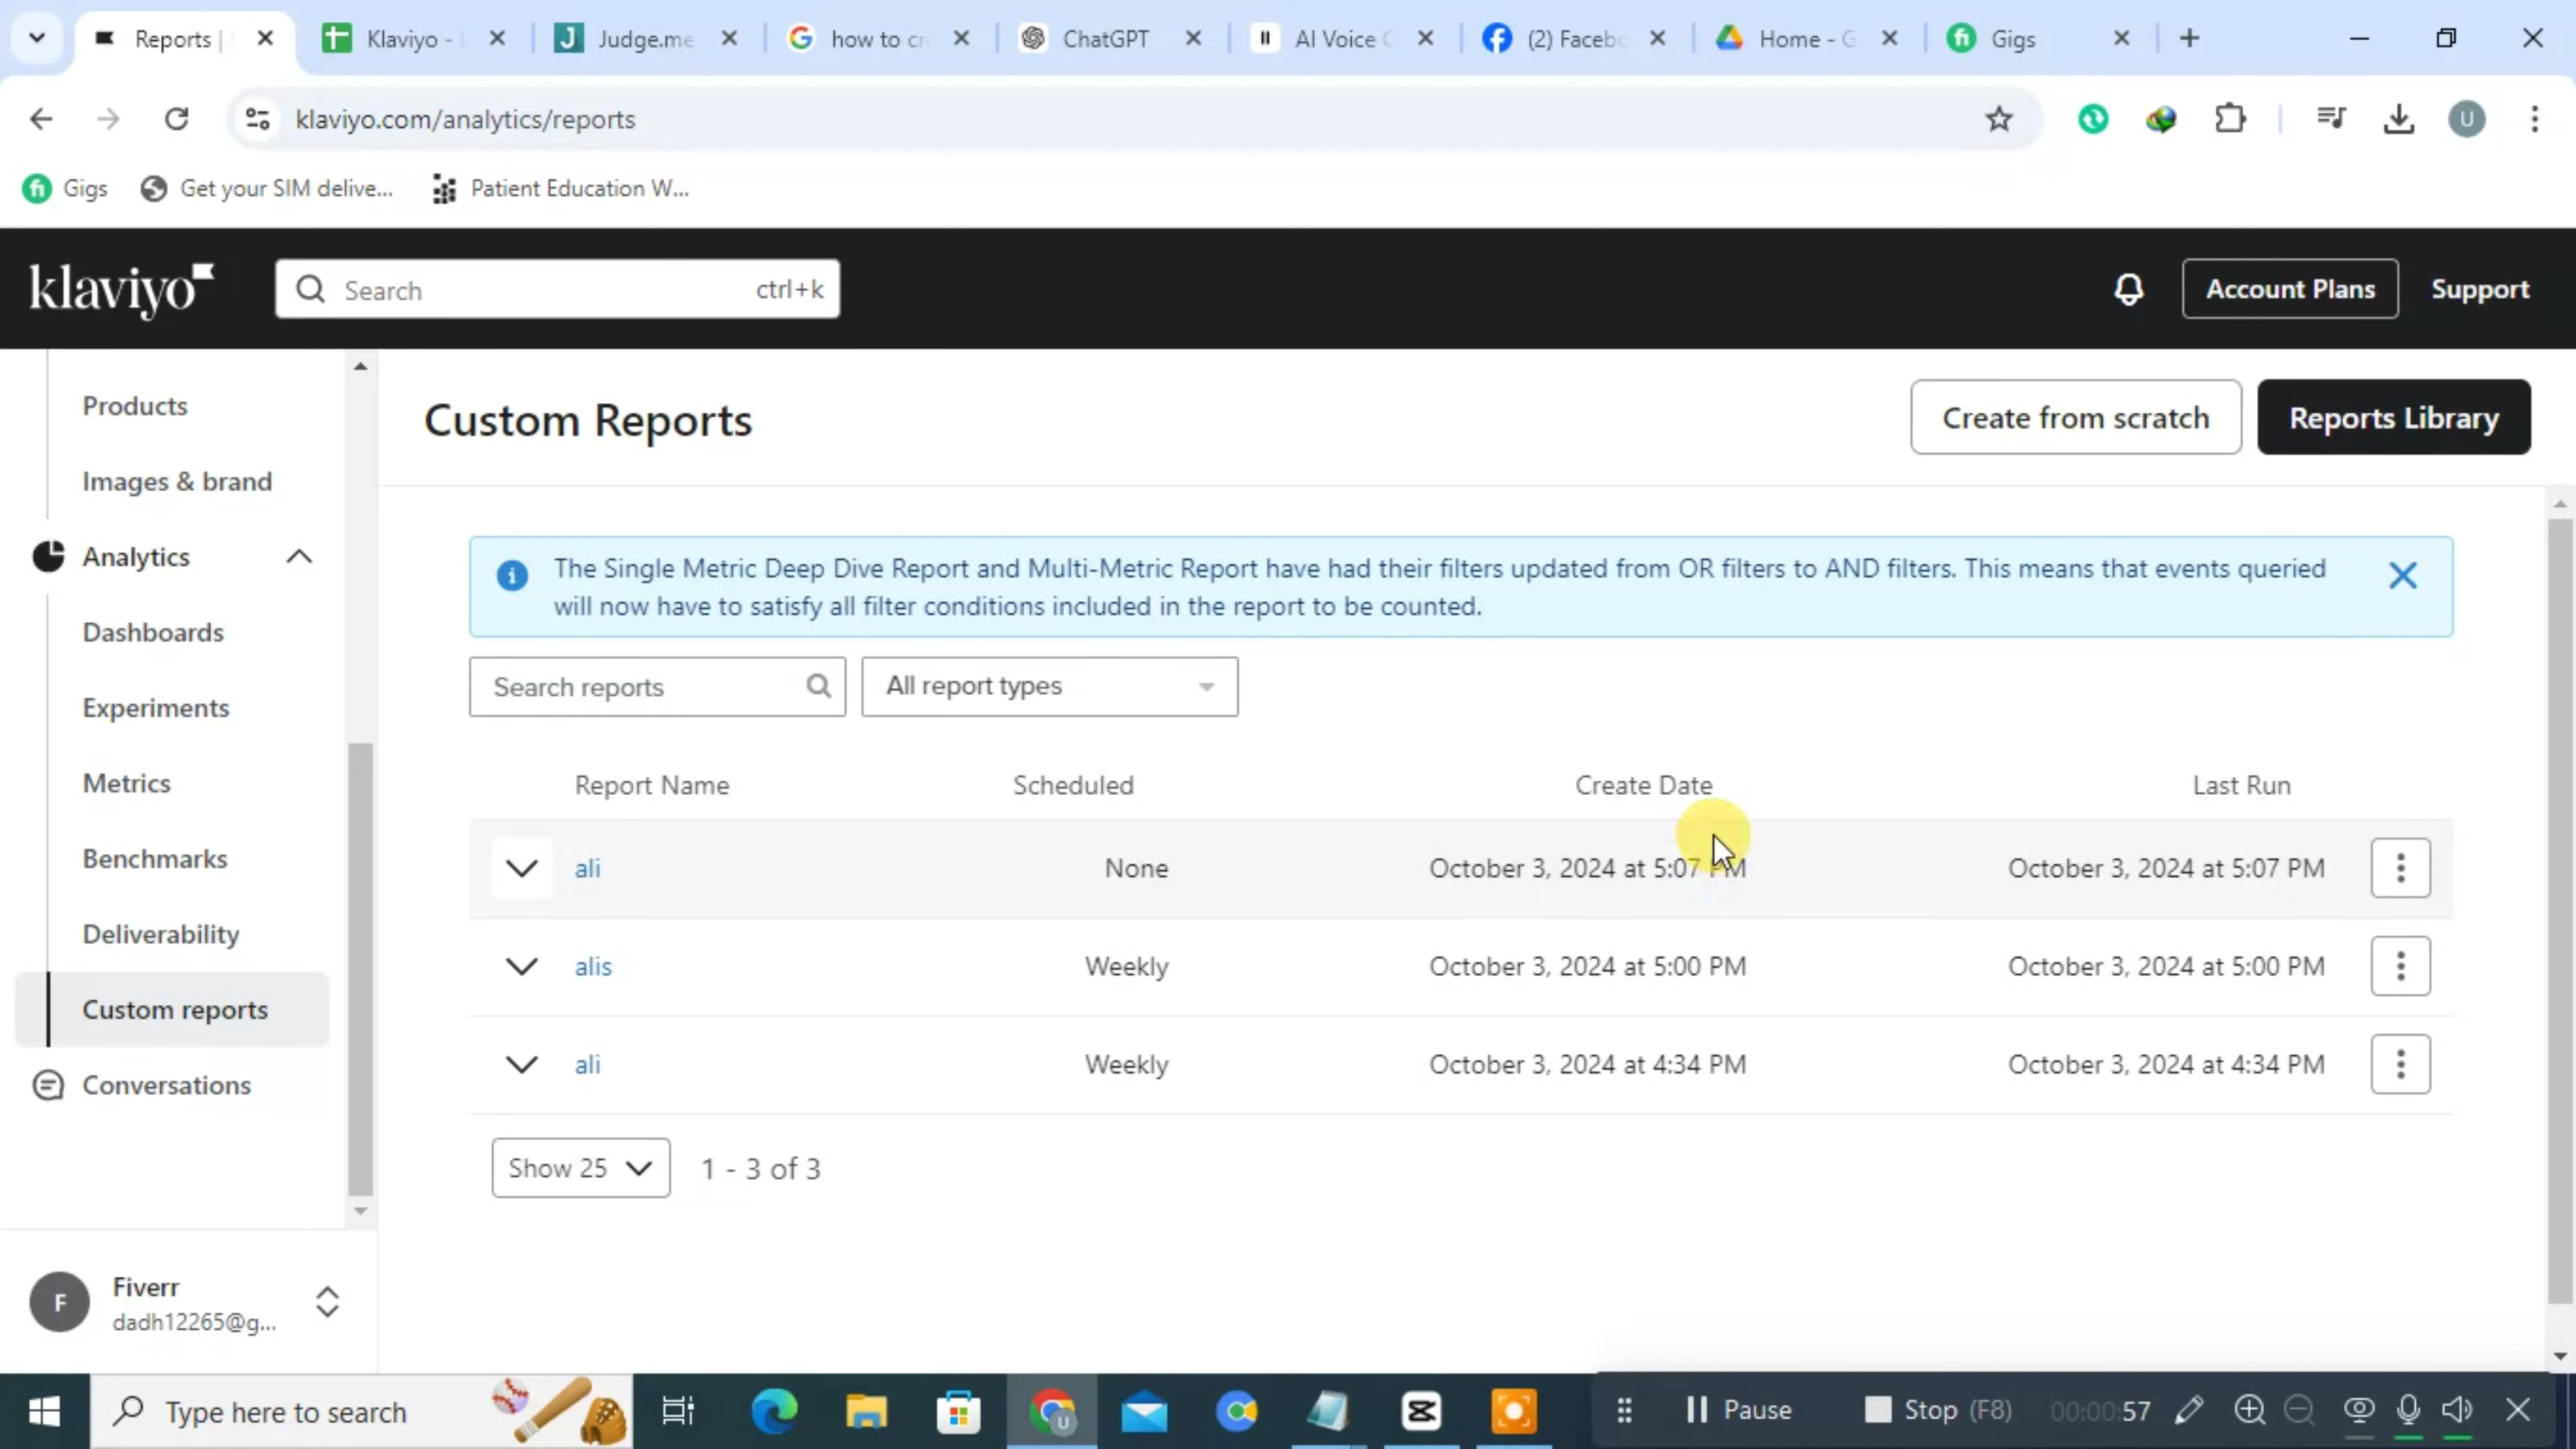 Reports |
Klaviyo -
Judge.me
how to cr
ChatGPT
AI Voice
(2) Facebo
Home - G
Gigs
klaviyo.com/analytics/reports
U
Gigs
Get your SIM delive...
Patient Education W...
klaviyo
Search
ctrl+k
Account Plans
Support
Products
Images & brand
Analytics
Dashboards
Experiments
Metrics
Benchmarks
Deliverability
Custom reports
Conversations
F
Fiverr
dadh12265@g...
Custom Reports
Create from scratch
Reports Library
The Single Metric Deep Dive Report and Multi-Metric Report have had their filters updated from OR filters to AND filters. This means that events queried
will now have to satisfy all filter conditions included in the report to be counted.
Search reports
All report types
Report Name Scheduled Create Date Last Run
ali None October 3, 2024 at 5:07 PM October 3, 2024 at 5:07 PM
alis Weekly October 3, 2024 at 5:00 PM October 3, 2024 at 5:00 PM
ali Weekly October 3, 2024 at 4:34 PM October 3, 2024 at 4:34 PM
Show 25
1 - 3 of 3
Type here to search
Pause
Stop (F8)
00:00:57